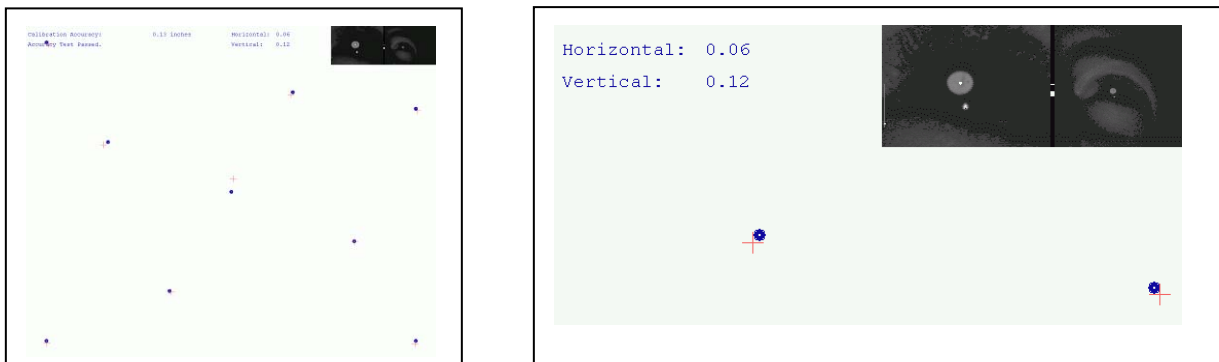 Calibration Accuracy: 0.13 inches Horizontal: 0.06
Accuracy Test Passed. Vertical: 0.12
Horizontal: 0.06
Vertical: 0.12